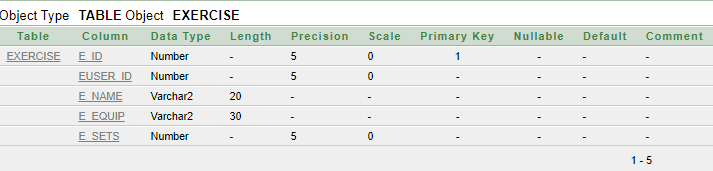 Object Type TABLE Object EXERCISE
Table Column Data Type Length Precision Scale Primary Key Nullable Default Comment
EXERCISE E_ID Number - 5 0 1 - - -
EUSER_ID Number - 5 0 - - - -
E_NAME Varchar2 20 - - - - - -
E_EQUIP Varchar2 30 - - - - - -
E_SETS Number - 5 0 - - - -
1 - 5